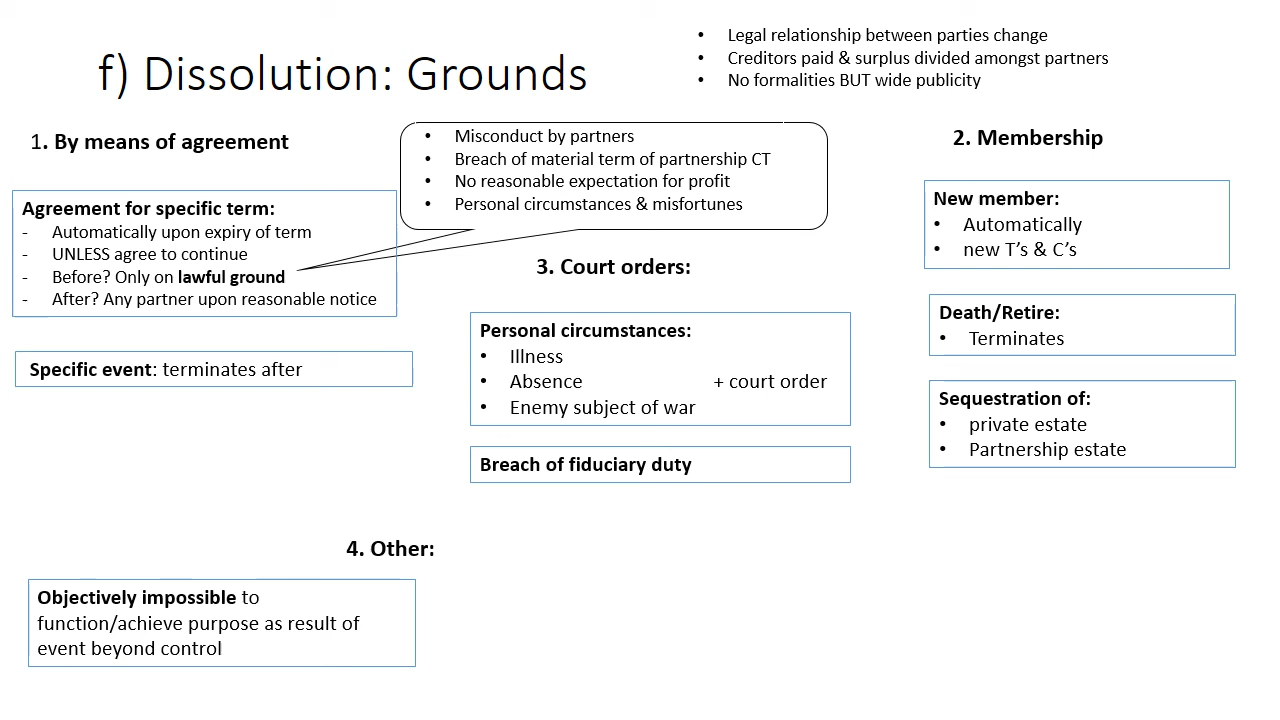 f) Dissolution: Grounds
• Legal relationship between parties change
• Creditors paid & surplus divided amongst partners
• No formalities BUT wide publicity
1. By means of agreement
Agreement for specific term:
- Automatically upon expiry of term
- UNLESS agree to continue
- Before? Only on lawful ground
- After? Any partner upon reasonable notice
Specific event: terminates after
• Misconduct by partners
• Breach of material term of partnership CT
• No reasonable expectation for profit
• Personal circumstances & misfortunes
2. Membership
New member:
• Automatically
• new T’s & C’s
Death/Retire:
• Terminates
Sequestration of:
• private estate
• Partnership estate
3. Court orders:
Personal circumstances:
• Illness
• Absence + court order
• Enemy subject of war
Breach of fiduciary duty
4. Other:
Objectively impossible to
function/achieve purpose as result of
event beyond control